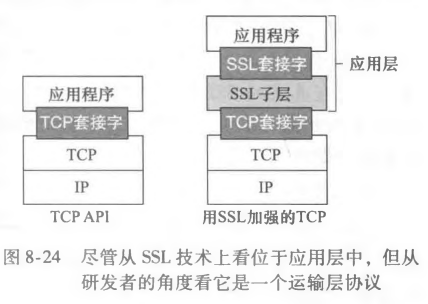 应用程序
TCP套接字
TCP
IP
TCP API
应用程序
SSL套接字
SSL子层
TCP套接字
TCP
IP
用SSL加强的TCP
应用层
图 8-24 尽管从 SSL 技术上看位于应用层中，但从
研发者的角度看它是一个运输层协议